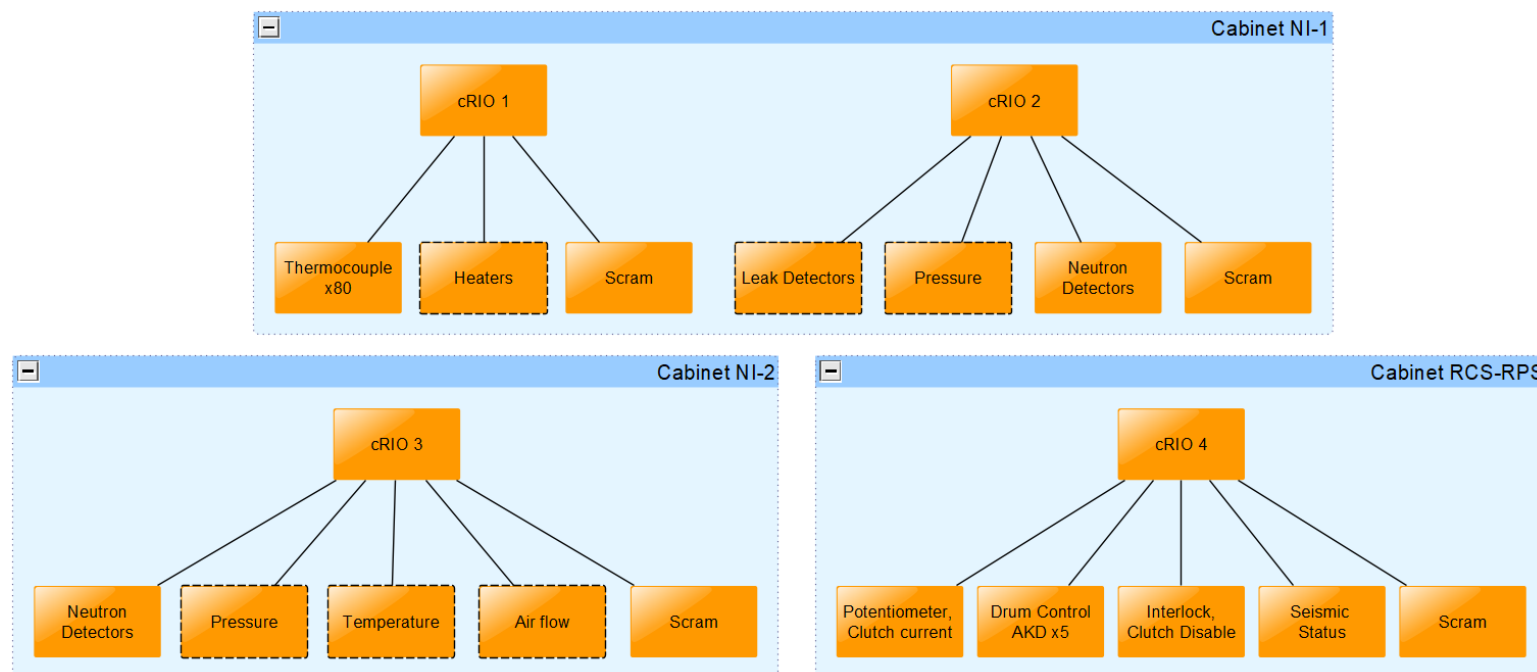 Cabinet NI-1
cRIO 1
cRIO 2
Thermocouple
x80
Heaters
Scram
Leak Detectors
Pressure
Neutron
Detectors
Scram
Cabinet NI-2
cRIO 3
Neutron
Detectors
Pressure
Temperature
Air flow
Scram
Cabinet RCS-RPS
cRIO 4
Potentiometer,
Clutch current
Drum Control
AKD x5
Interlock,
Clutch Disable
Seismic
Status
Scram